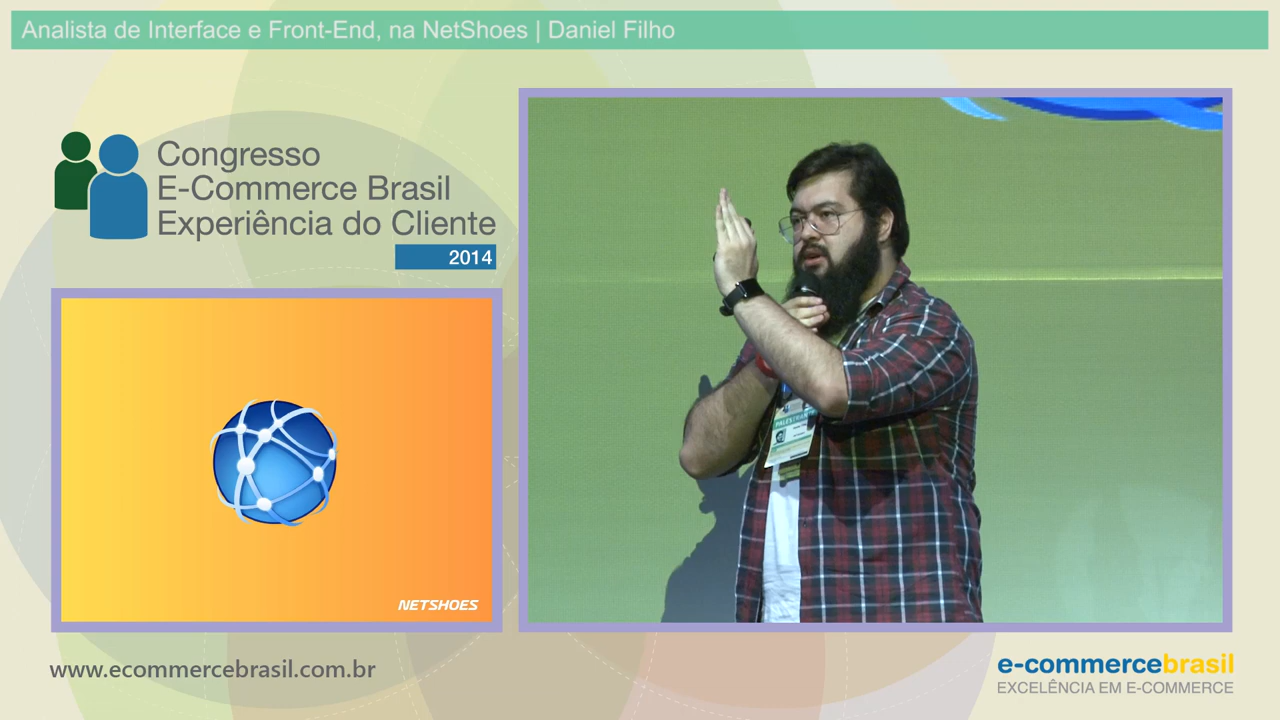 Analista de Interface e Front-End, na NetShoes | Daniel Filho
Congresso
E-Commerce Brasil
Experiência do Cliente
2014
NETSHOES
www.ecommercebrasil.com.br
e-commercebrasil
EXCELÊNCIA EM E-COMMERCE